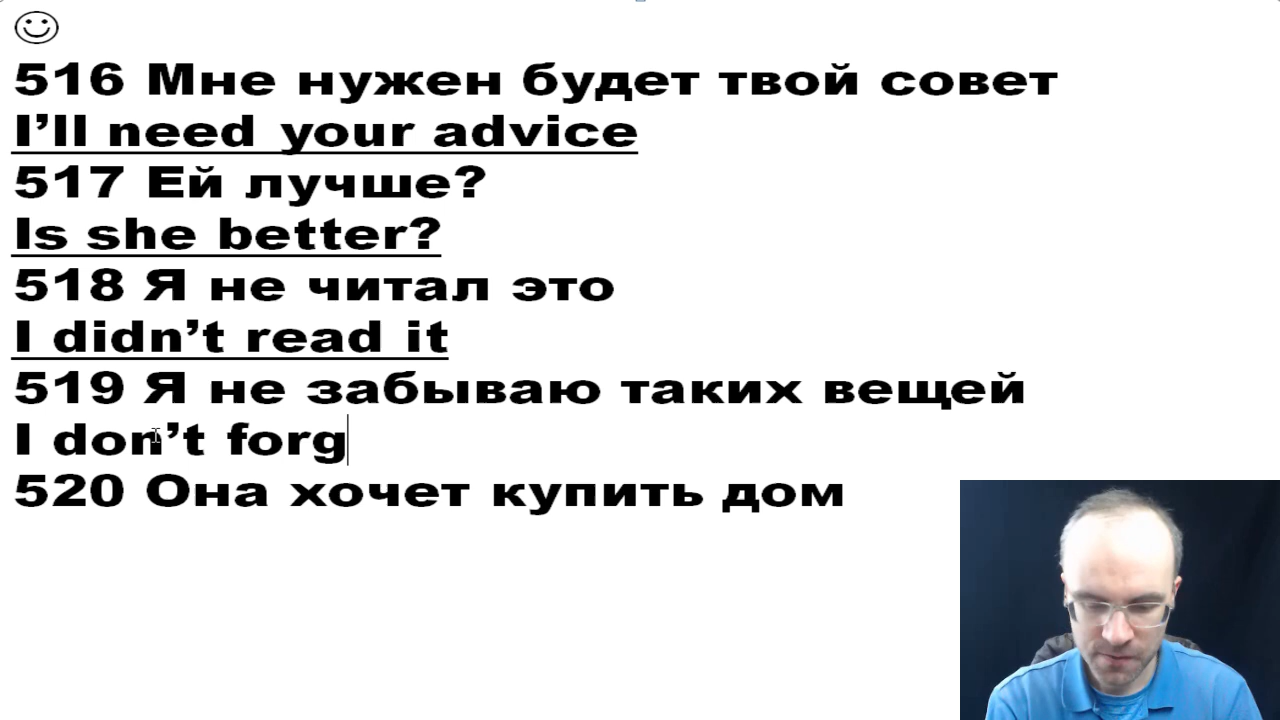 516 Мне нужен будет твой совет
I’ll need your advice
517 Ей лучше?
Is she better?
518 Я не читал это
I didn’t read it
519 Я не забываю таких вещей
I don’t forg
520 Она хочет купить дом